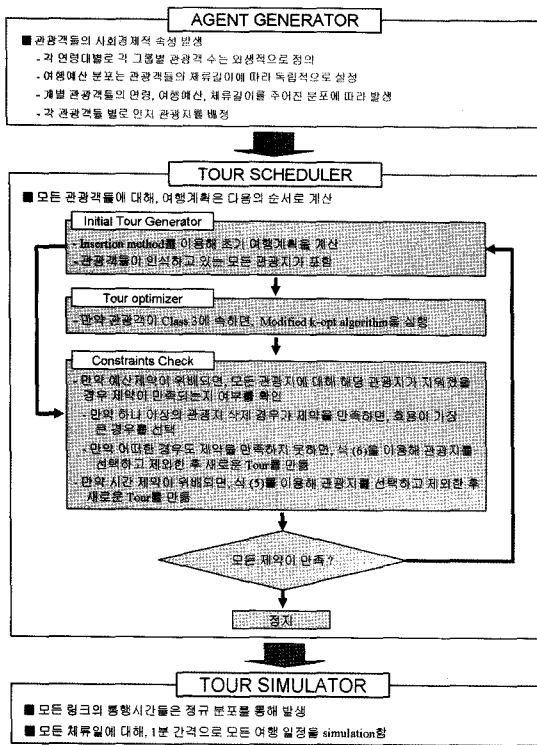 AGENT GENERATOR
■ 관광객들의 사회경제적 속성 발생
- 각 연령대별로 각 그룹별 관광객 수는 외생적으로 정의
- 여행예산 분포는 관광객들의 체류길이에 따라 독립적으로 설정
- 개별 관광객들의 연령, 여행예산, 체류길이를 주어진 분포에 따라 발생
- 각 관광객들 별로 인지 관광지를 배정
TOUR SCHEDULER
■ 모든 관광객들에 대해, 여행계획은 다음의 순서로 계산
Initial Tour Generator
- Insertion method를 이용해 초기 여행계획을 계산
- 관광객들이 인식하고 있는 모든 관광지가 포함
Tour optimizer
- 만약 관광객이 Class 3에 속하면, Modified k-opt algorithm을 실행
Constraints Check
- 만약 예산제약이 위배되면, 모든 관광지에 대해 해당 관광지가 지워졌을
경우 제약이 만족되는지 여부를 확인
- 만약 하나 이상의 관광지 삭제 경우가 제약을 만족하면, 효용이 가장
큰 경우를 선택
- 만약 어떠한 경우도 제약을 만족하지 못하면, 식 (6)을 이용해 관광지를
선택하고 제외한 후 새로운 Tour를 만듦
- 만약 시간 제약이 위배되면, 식 (5)를 이용해 관광지를 선택하고 제외한 후
새로운 Tour를 만듦
모든 제약이 만족?
정지
TOUR SIMULATOR
■ 모든 링크의 통행시간들은 정규 분포를 통해 발생
■ 모든 체류일에 대해, 1분 간격으로 모든 여행 일정을 simulation함